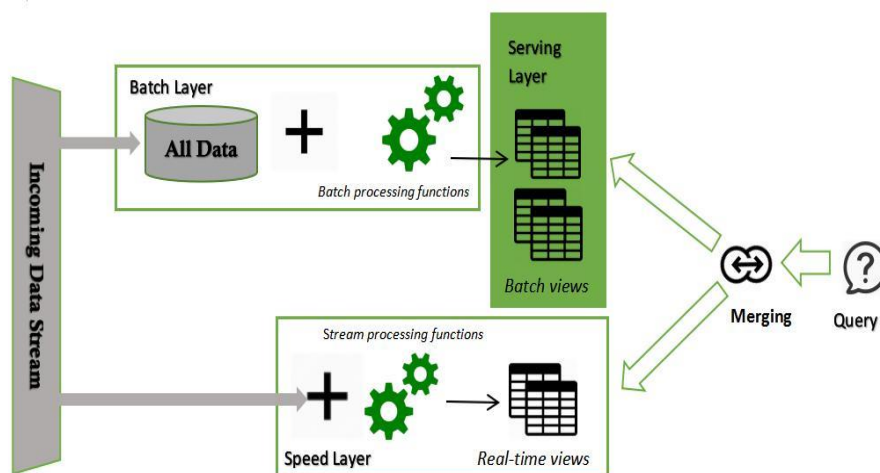 Incoming Data Stream
Batch Layer
All Data
Batch processing functions
Serving
Layer
Batch views
Merging
Query
Stream processing functions
Speed Layer
Real-time views